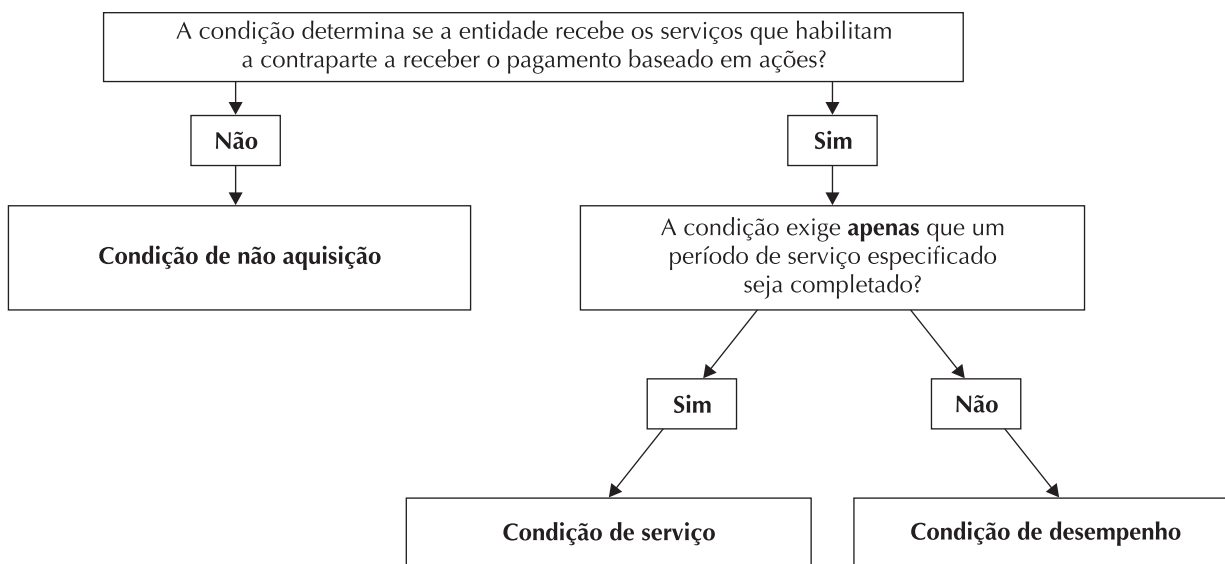 A condição determina se a entidade recebe os serviços que habilitam
a contraparte a receber o pagamento baseado em ações?
Não
Sim
Condição de não aquisição
A condição exige apenas que um
período de serviço especificado
seja completado?
Sim
Não
Condição de serviço
Condição de desempenho